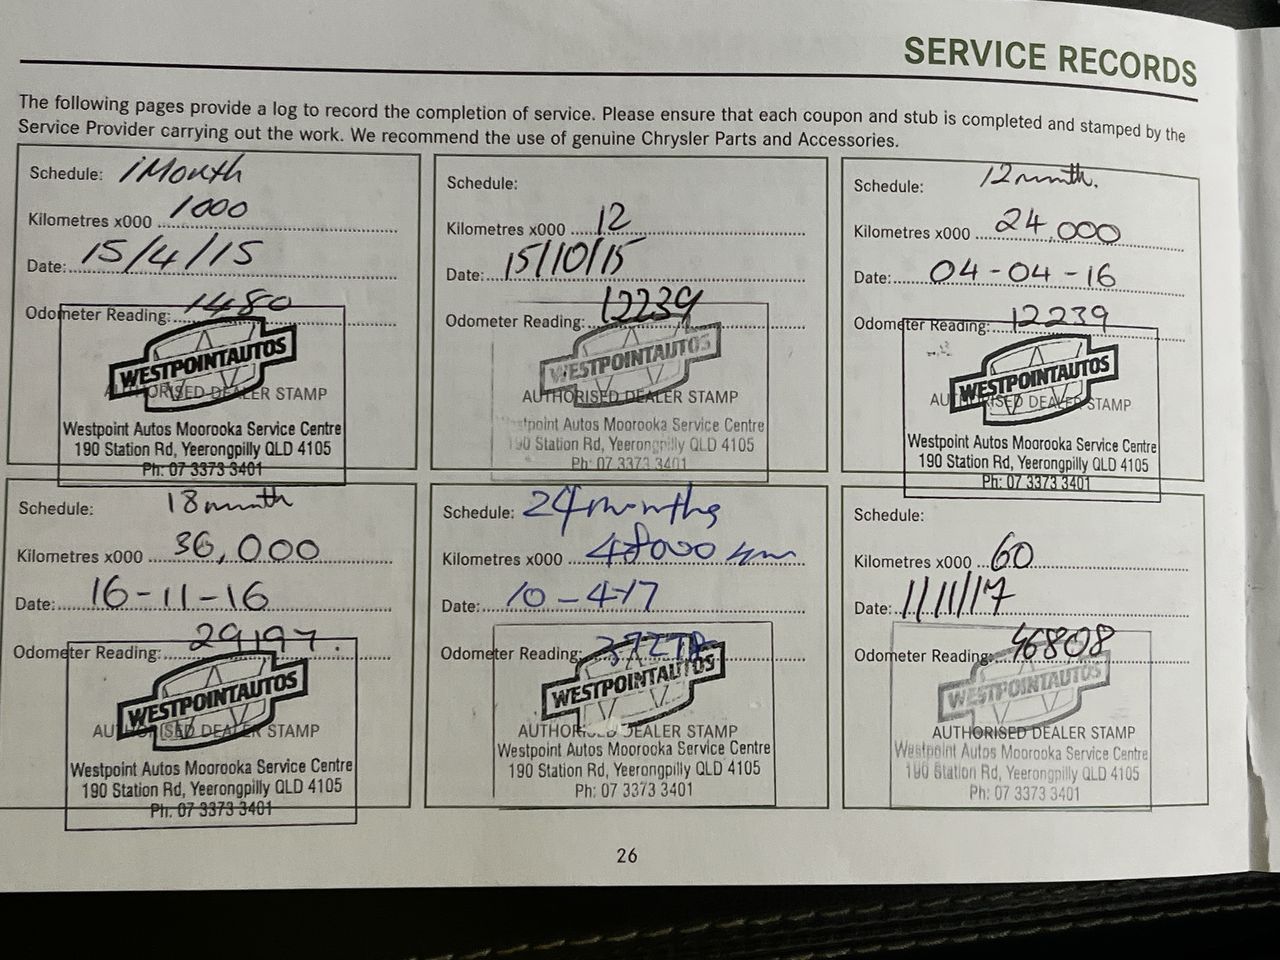 SERVICE RECORDS
The following pages provide a log to record the completion of service. Please ensure that each coupon and stub is completed and stamped by the
Service Provider carrying out the work. We recommend the use of genuine Chrysler Parts and Accessories.
Schedule: 1 Month
Kilometres x000 1000
Date: 15/4/15
Odometer Reading: 1480
WESTPOINTAUTOS
AUTHORISED DEALER STAMP
Westpoint Autos Moorooka Service Centre
190 Station Rd, Yeerongpilly QLD 4105
Ph: 07 3373 3401
Schedule:
Kilometres x000 12
Date: 15/10/15
Odometer Reading: 12239
WESTPOINTAUTOS
AUTHORISED DEALER STAMP
Westpoint Autos Moorooka Service Centre
190 Station Rd, Yeerongpilly QLD 4105
Ph: 07 3373 3401
Schedule: 12 month.
Kilometres x000 24,000
Date: 04-04-16
Odometer Reading: 12239
WESTPOINTAUTOS
AUTHORISED DEALER STAMP
Westpoint Autos Moorooka Service Centre
190 Station Rd, Yeerongpilly QLD 4105
Ph: 07 3373 3401
Schedule: 18 month
Kilometres x000 36,000
Date: 16-11-16
Odometer Reading: 29197.
WESTPOINTAUTOS
AUTHORISED DEALER STAMP
Westpoint Autos Moorooka Service Centre
190 Station Rd, Yeerongpilly QLD 4105
Ph: 07 3373 3401
Schedule: 24 months
Kilometres x000 48000 km
Date: 10-4-17
Odometer Reading: 37278
WESTPOINTAUTOS
AUTHORISED DEALER STAMP
Westpoint Autos Moorooka Service Centre
190 Station Rd, Yeerongpilly QLD 4105
Ph: 07 3373 3401
Schedule:
Kilometres x000 60
Date: 1/11/17
Odometer Reading: 46808
WESTPOINTAUTOS
AUTHORISED DEALER STAMP
Westpoint Autos Moorooka Service Centre
190 Station Rd, Yeerongpilly QLD 4105
Ph: 07 3373 3401
26